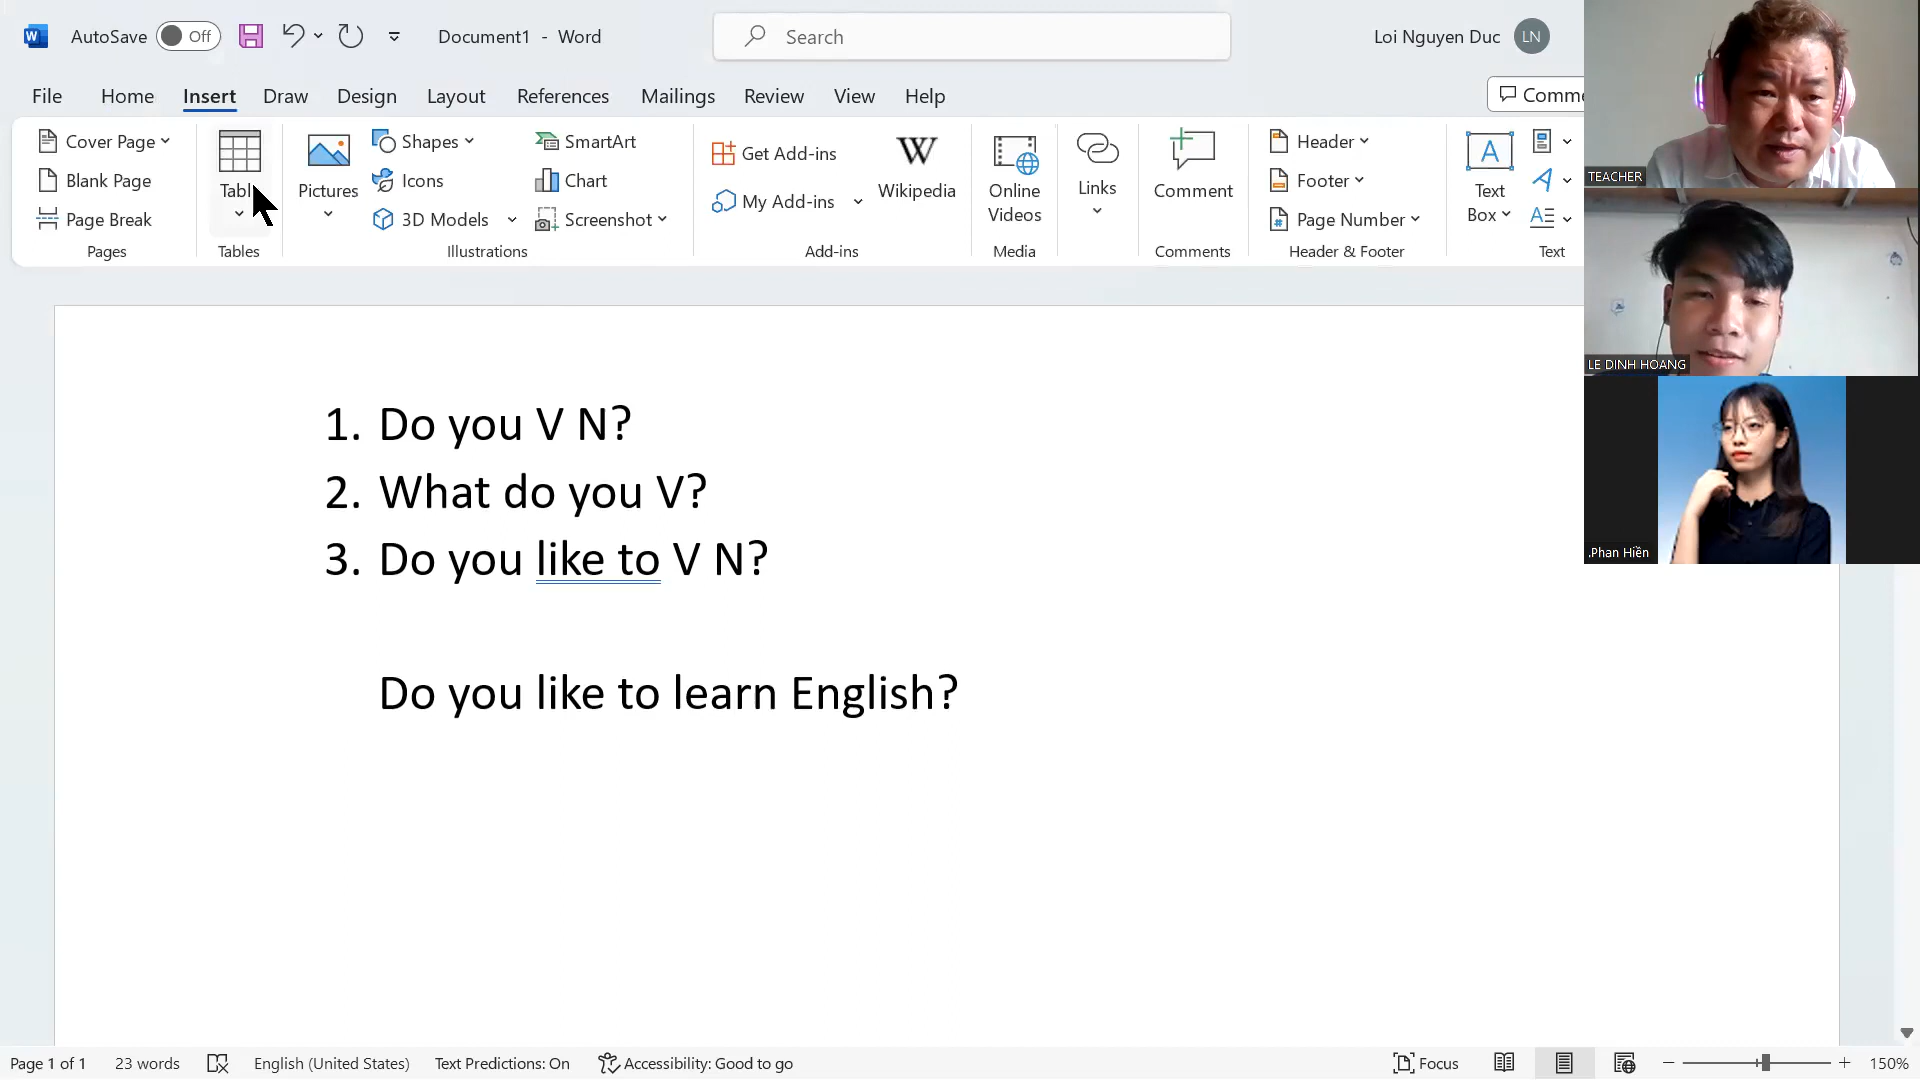 AutoSave Off Document1 - Word Search Loi Nguyen Duc LN
File Home Insert Draw Design Layout References Mailings Review View Help
Cover Page
Blank Page
Page Break
Pages
Tables
Pictures
Shapes
Icons
3D Models
SmartArt
Chart
Screenshot
Illustrations
Get Add-ins
My Add-ins
W
Wikipedia
Add-ins
Online
Videos
Media
Links
Comment
Comments
Header
Footer
Page Number
Header & Footer
A
Text
Box
Text
TEACHER
LE DINH HOANG
.Phan Hiền
1. Do you V N?
2. What do you V?
3. Do you like to V N?
Do you like to learn English?
Page 1 of 1 23 words English (United States) Text Predictions: On Accessibility: Good to go Focus 150%